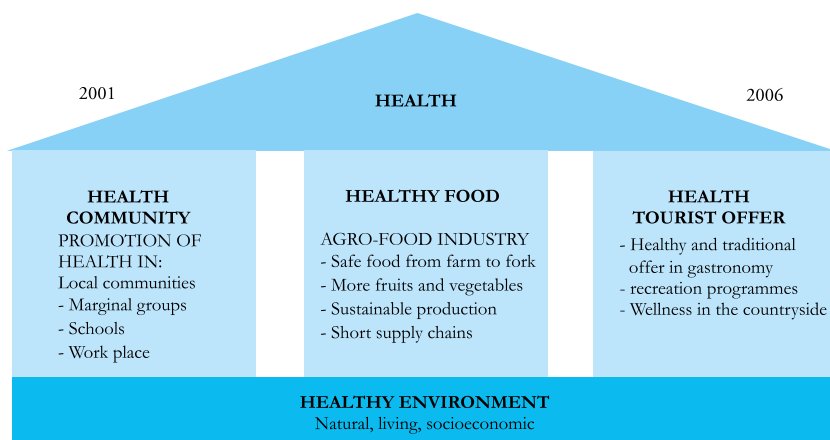 2001
HEALTH
2006
HEALTH
COMMUNITY
PROMOTION OF
HEALTH IN:
Local communities
- Marginal groups
- Schools
- Work place
HEALTHY FOOD
AGRO-FOOD INDUSTRY
- Safe food from farm to fork
- More fruits and vegetables
- Sustainable production
- Short supply chains
HEALTH
TOURIST OFFER
- Healthy and traditional
offer in gastronomy
- recreation programmes
- Wellness in the countryside
HEALTHY ENVIRONMENT
Natural, living, socioeconomic